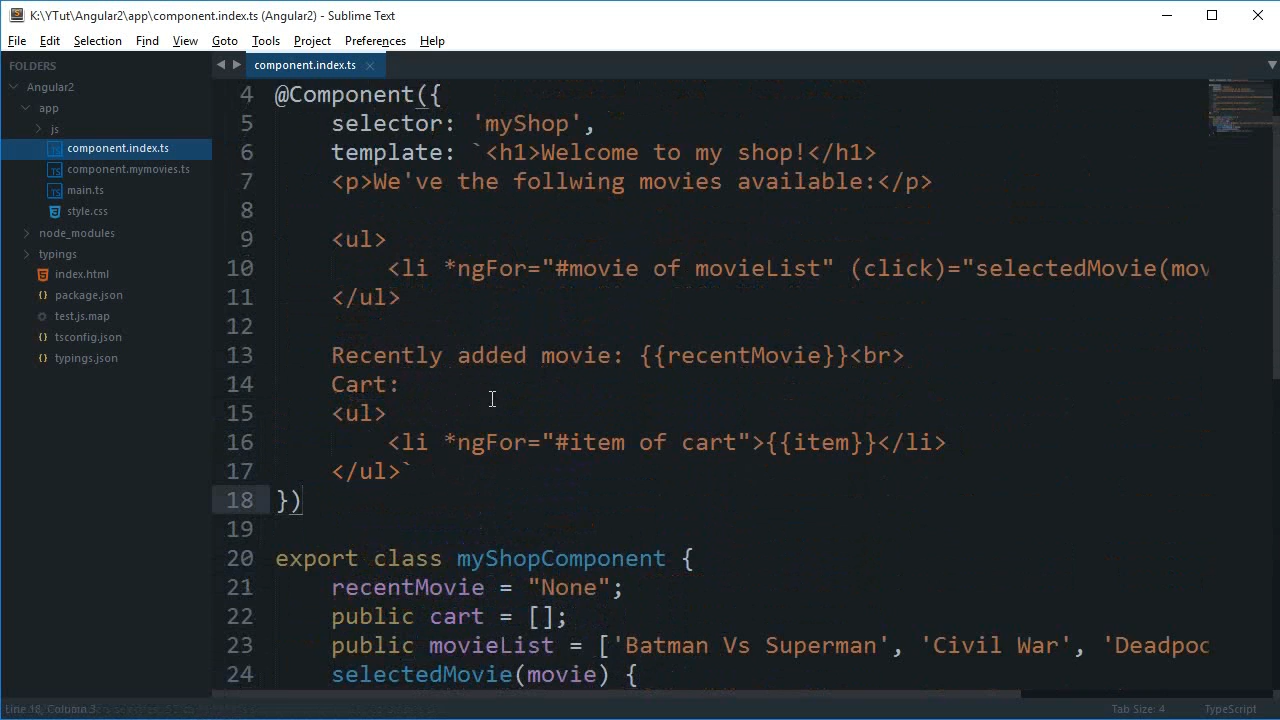 K:\YTut\Angular2\app\component.index.ts (Angular2) - Sublime Text
File Edit Selection Find View Goto Tools Project Preferences Help
FOLDERS
Angular2
app
js
component.index.ts
component.mymovies.ts
main.ts
style.css
node_modules
typings
index.html
package.json
test.js.map
tsconfig.json
typings.json
component.index.ts
4 @Component({
5 selector: 'myShop',
6 template: `<h1>Welcome to my shop!</h1>
7 <p>We've the follwing movies available:</p>
8
9 <ul>
10 <li *ngFor="#movie of movieList" (click)="selectedMovie(mov
11 </ul>
12
13 Recently added movie: {{recentMovie}}<br>
14 Cart:
15 <ul>
16 <li *ngFor="#item of cart">{{item}}</li>
17 </ul>`
18 })
19
20 export class myShopComponent {
21 recentMovie = "None";
22 public cart = [];
23 public movieList = ['Batman Vs Superman', 'Civil War', 'Deadpoo
24 selectedMovie(movie) {
Line 18, Column 3
Tab Size: 4
TypeScript